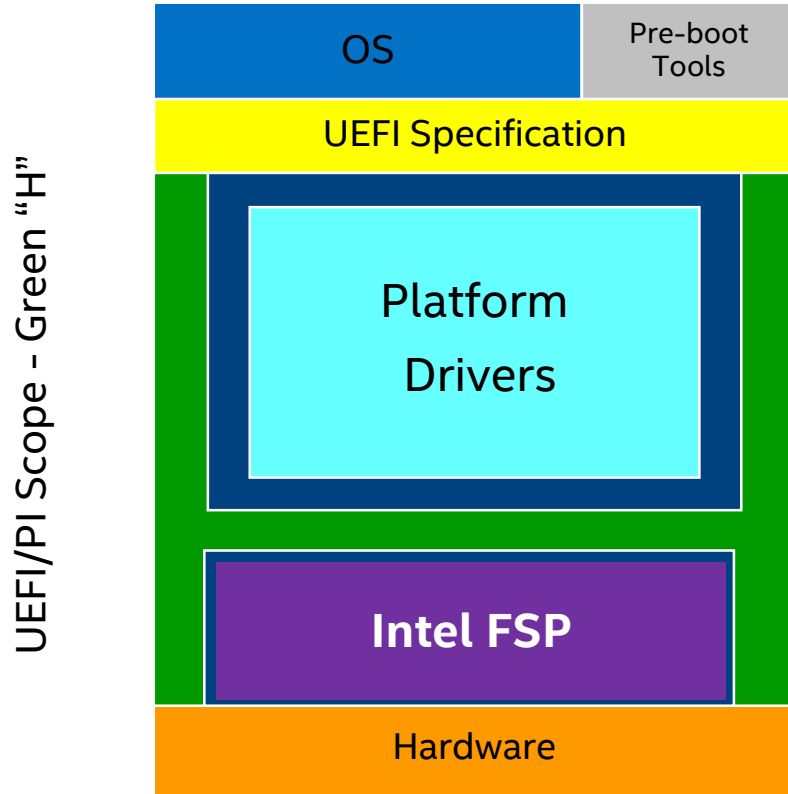 OS
Pre-boot
Tools
UEFI Specification
UEFI/PI Scope - Green “H”
Platform
Drivers
Intel FSP
Hardware